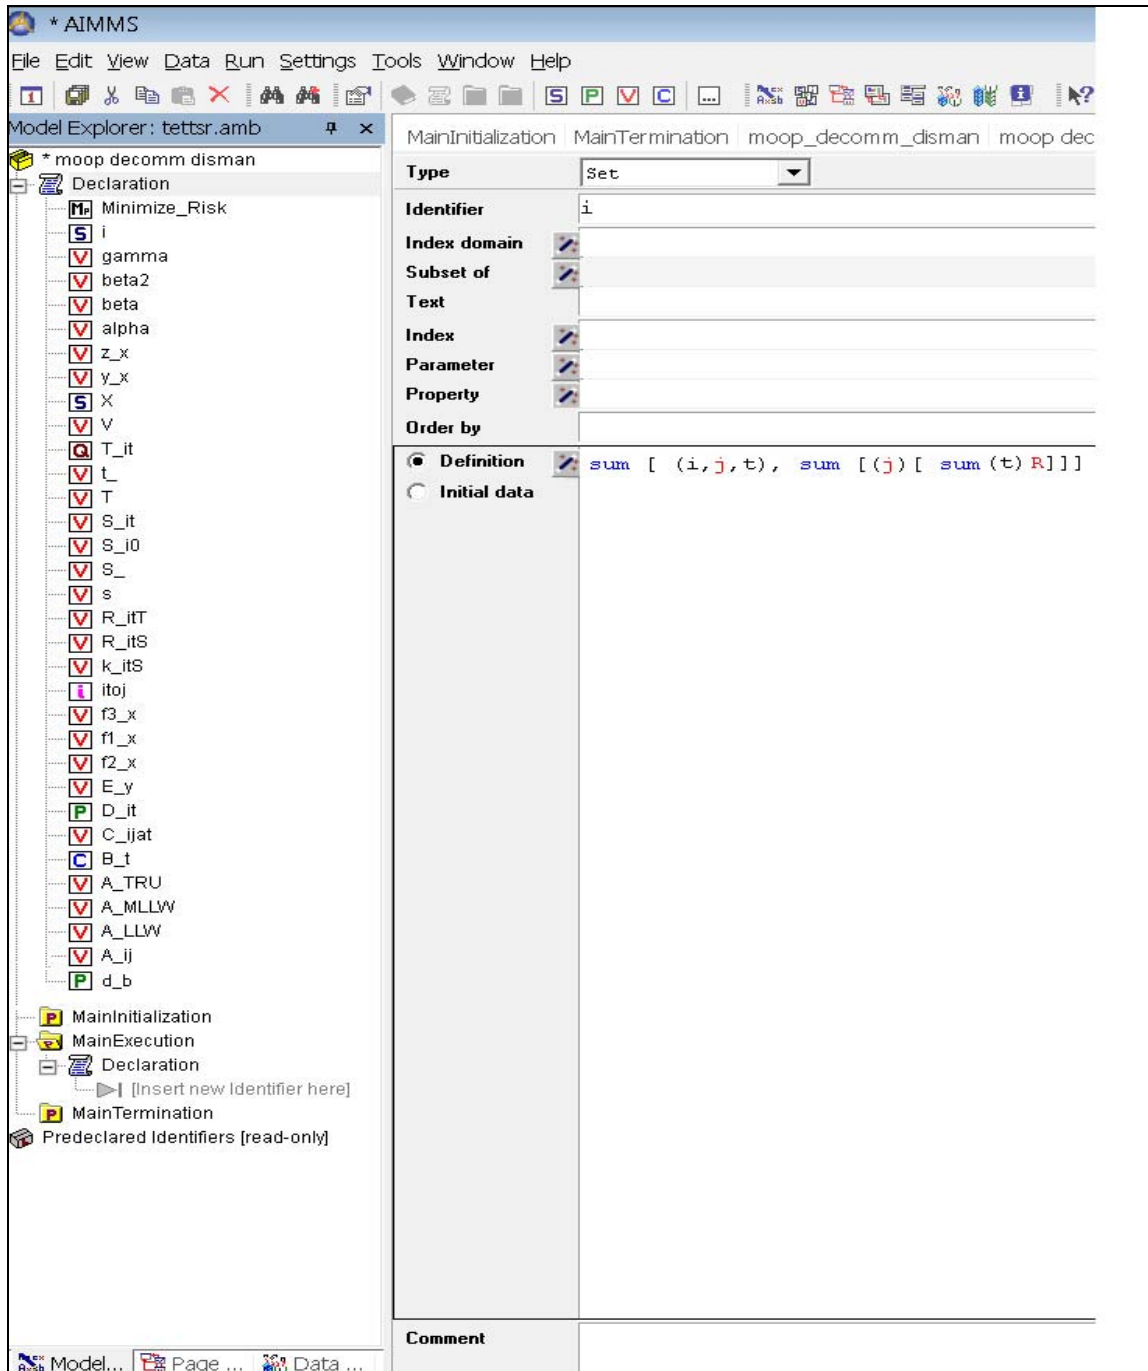 * AIMMS
File Edit View Data Run Settings Tools Window Help
Model Explorer: tettsr.amb
* moop decomm disman
Declaration
Minimize_Risk
i
gamma
beta2
beta
alpha
z_x
y_x
X
V
T_it
t_
T
S_it
S_i0
S_
s
R_itT
R_itS
k_itS
itoj
f3_x
f1_x
f2_x
E_y
D_it
C_ijat
B_t
A_TRU
A_MLLW
A_LLW
A_ij
d_b
MainInitialization
MainExecution
Declaration
[Insert new Identifier here]
MainTermination
Predeclared Identifiers [read-only]
Model... Page ... Data ...
MainInitialization MainTermination moop_decomm_disman moop dec
Type Set
Identifier i
Index domain
Subset of
Text
Index
Parameter
Property
Order by
Definition sum [ (i,j,t), sum [(j)[ sum(t) R]]]
Initial data
Comment